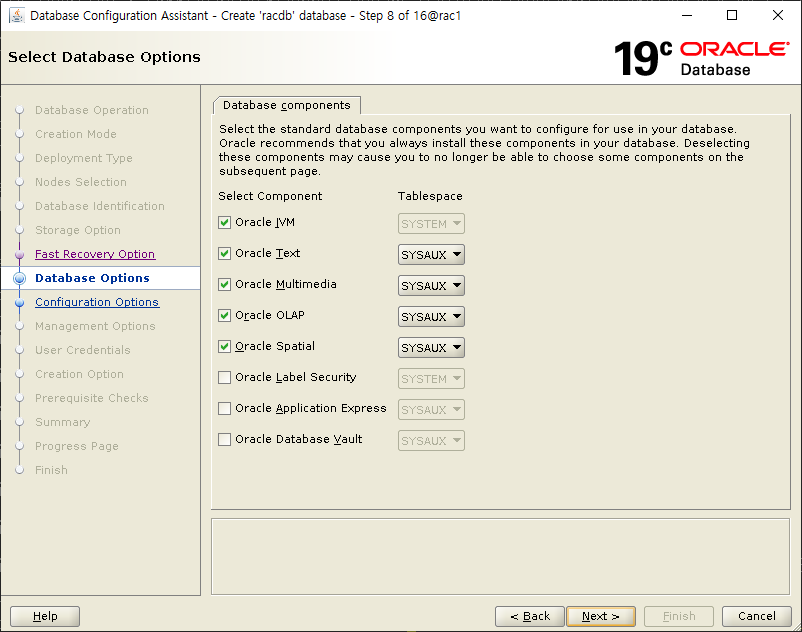 Database Configuration Assistant - Create 'racdb' database - Step 8 of 16@rac1
Select Database Options
19c ORACLE
Database
Database Operation
Creation Mode
Deployment Type
Nodes Selection
Database Identification
Storage Option
Fast Recovery Option
Database Options
Configuration Options
Management Options
User Credentials
Creation Option
Prerequisite Checks
Summary
Progress Page
Finish
Database components
Select the standard database components you want to configure for use in your database.
Oracle recommends that you always install these components in your database. Deselecting
these components may cause you to no longer be able to choose some components on the
subsequent page.
Select Component Tablespace
Oracle JVM SYSTEM
Oracle Text SYSAUX
Oracle Multimedia SYSAUX
Oracle OLAP SYSAUX
Oracle Spatial SYSAUX
Oracle Label Security SYSTEM
Oracle Application Express SYSAUX
Oracle Database Vault SYSAUX
Help < Back Next > Finish Cancel